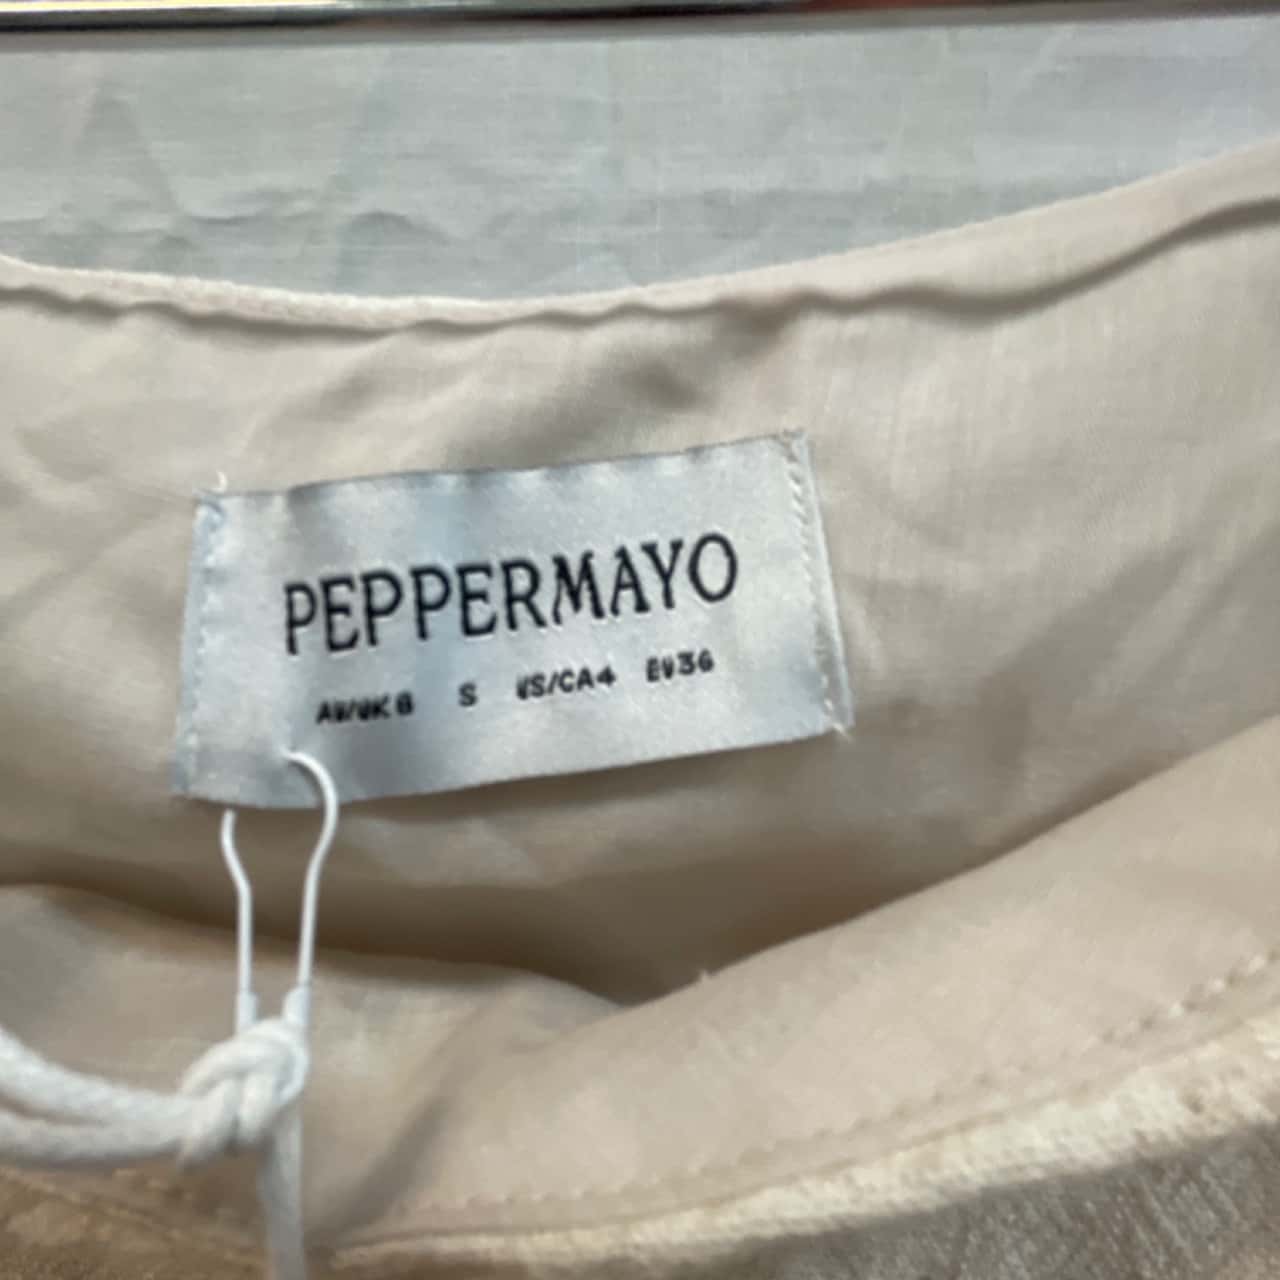 PEPPERMAYO
AU/UK 8 S US/CA 4 EU 36